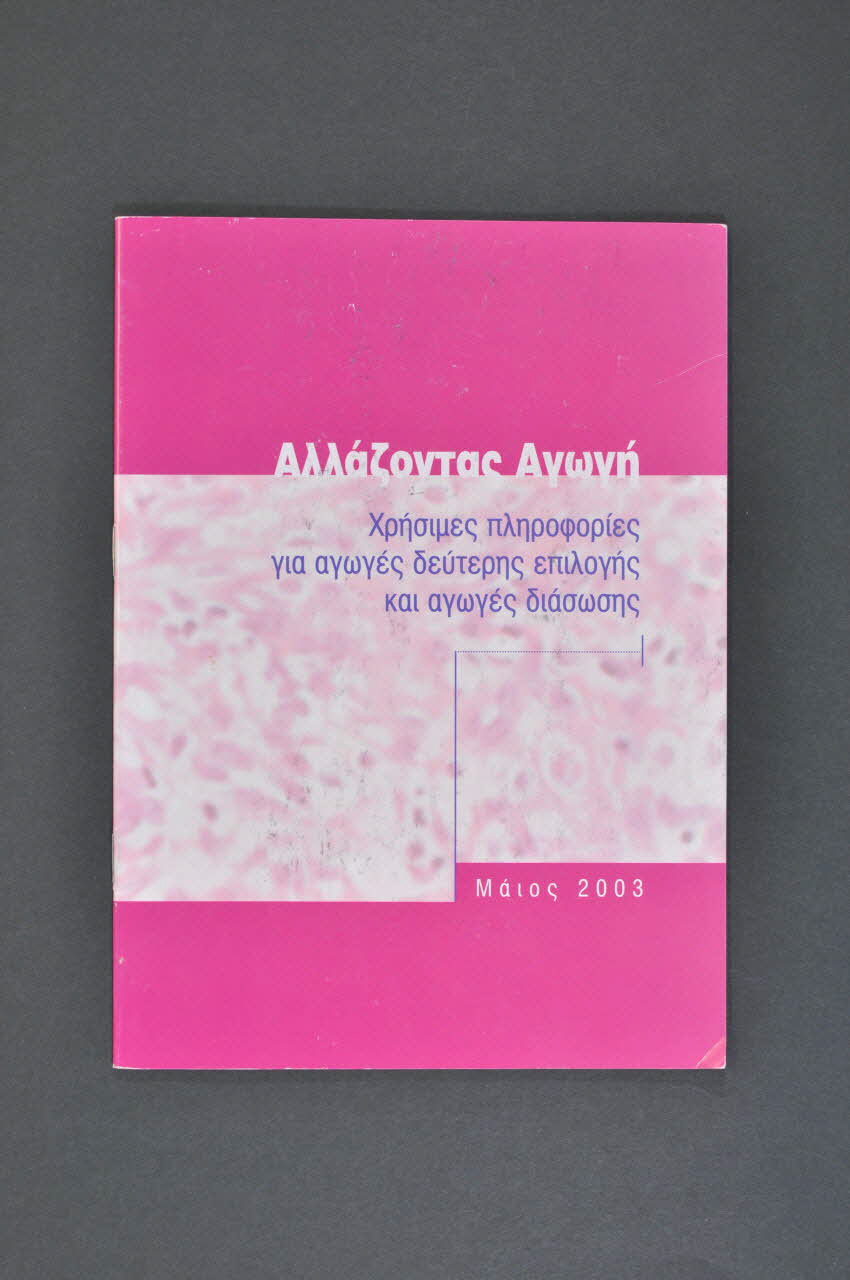 Αλλάζοντας Αγωγή
Χρήσιμες πληροφορίες
για αγωγές δεύτερης επιλογής
και αγωγές διάσωσης
Μάιος 2003